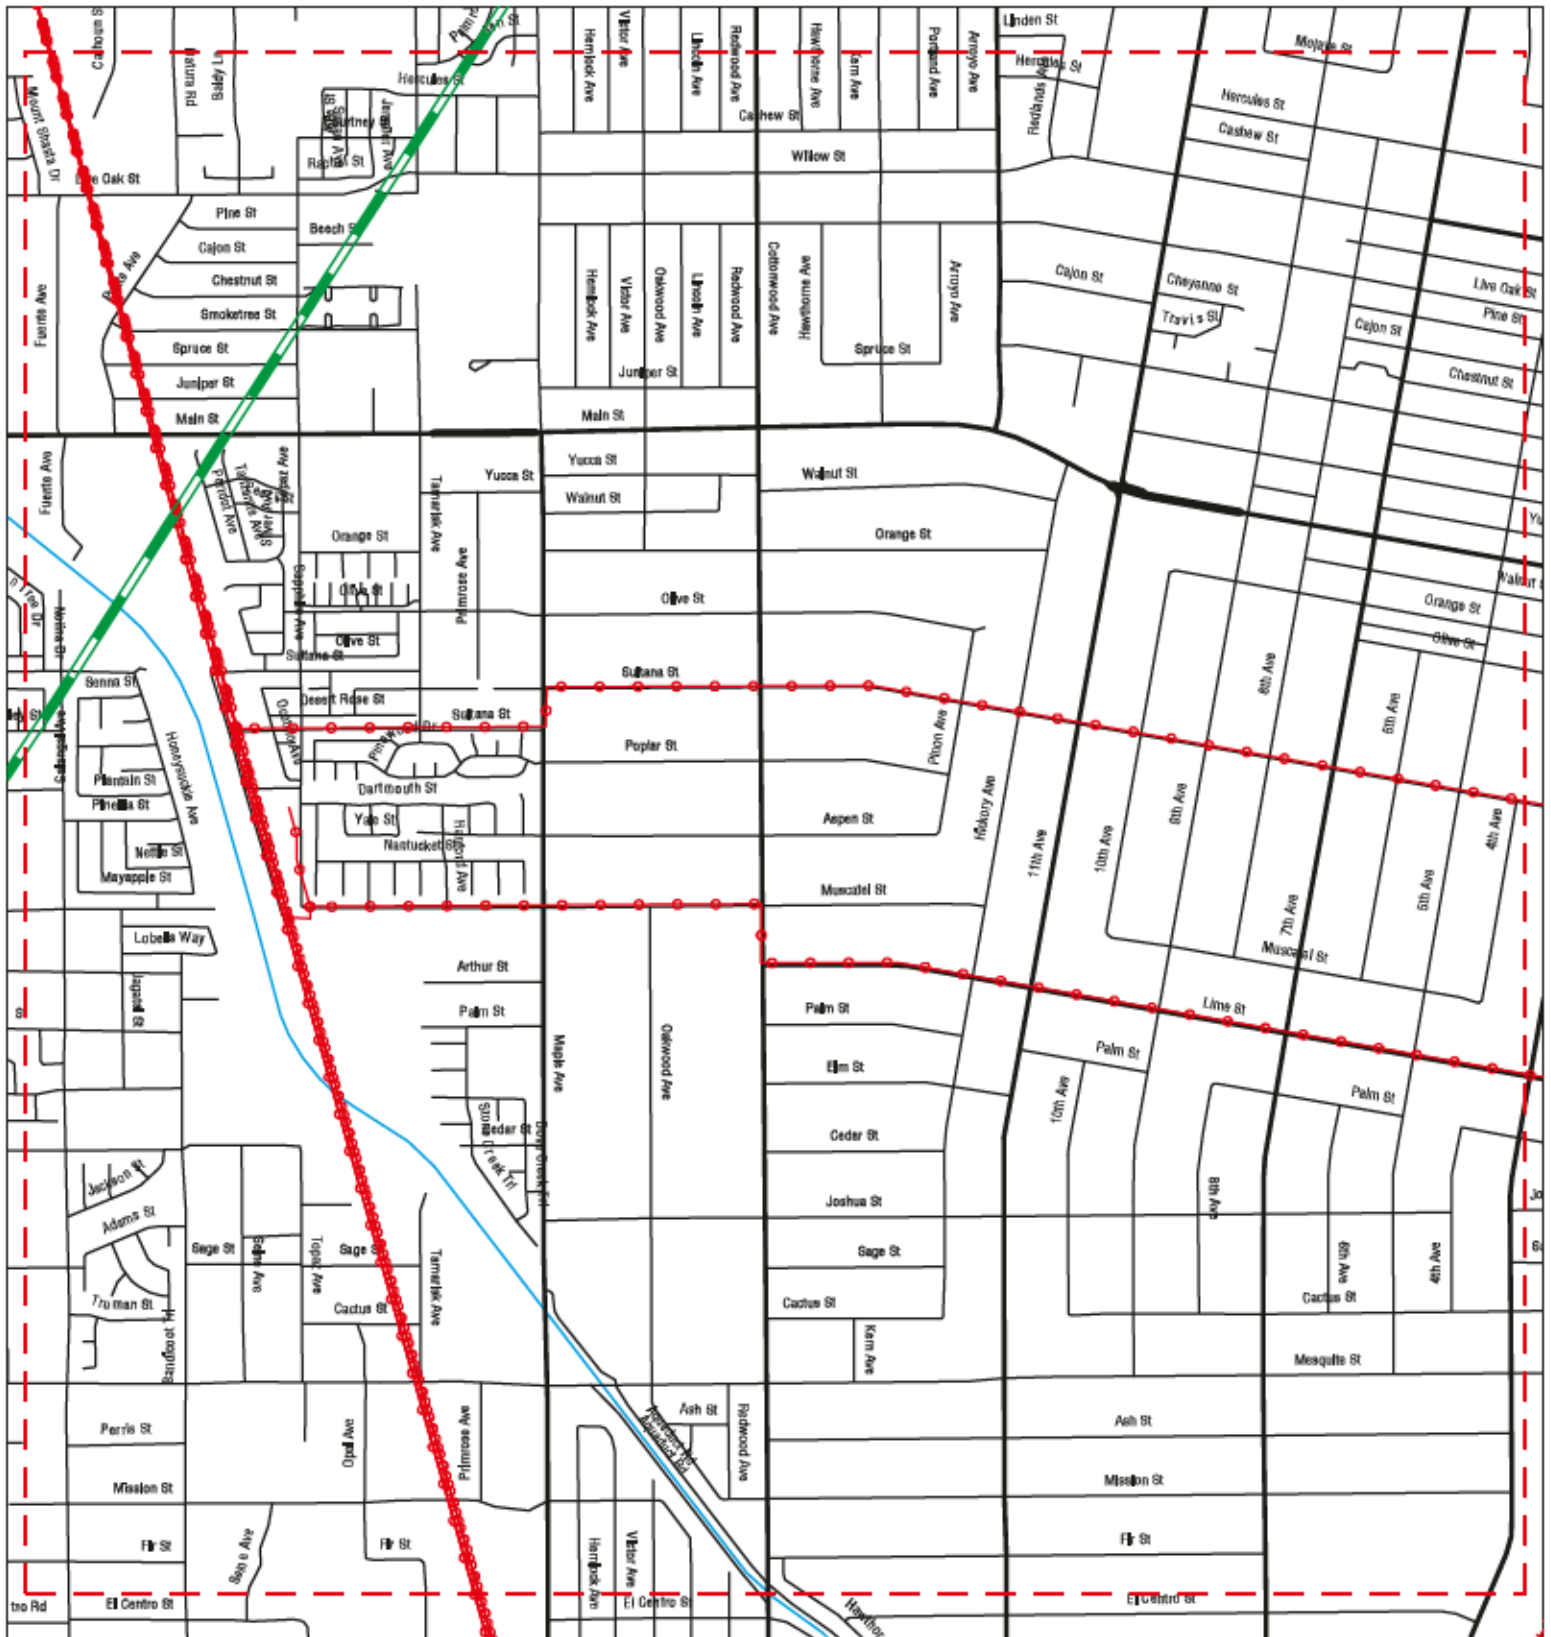 Linden St
Mojave St
Hemlock Ave
Victor Ave
Lincoln Ave
Redwood Ave
Hawthorne Ave
Kern Ave
Portland Ave
Arroyo Ave
Hercules St
Hercules St
Hercules St
Mount Shasta Dr
Cashew St
Cashew St
Willow St
Live Oak St
Pine St
Beech St
Cajon St
Chestnut St
Smoketree St
Spruce St
Juniper St
Main St
Fuente Ave
Hemlock Ave
Victor Ave
Oakwood Ave
Lincoln Ave
Redwood Ave
Cottonwood Ave
Hawthorne Ave
Arroyo Ave
Spruce St
Juniper St
Main St
Cajon St
Cheyenne St
Travis St
Live Oak St
Pine St
Cajon St
Chestnut St
Fuente Ave
Yucca St
Yucca St
Walnut St
Walnut St
Orange St
Orange St
Tamarisk Ave
Primrose Ave
Sapphire Ave
Olive St
Olive St
Olive St
Sultana St
Sultana St
Sultana St
Desert Rose St
Walnut St
Orange St
Olive St
8th Ave
6th Ave
Senna St
Honeysuckle Ave
Plantain St
Pinella St
Nettle St
Mayapple St
Lobelia Way
Poplar St
Dartmouth St
Yale St
Nantucket St
Aspen St
Pinon Ave
Hickory Ave
11th Ave
10th Ave
9th Ave
7th Ave
5th Ave
4th Ave
Muscatel St
Muscatel St
Arthur St
Palm St
Palm St
Lime St
Palm St
Palm St
Maple Ave
Oakwood Ave
Elm St
10th Ave
Cedar St
Cedar St
Joshua St
8th Ave
Jackson St
Adams St
Sage St
Seine Ave
Topaz Ave
Sage St
Tamarisk Ave
Sage St
6th Ave
4th Ave
Truman St
Cactus St
Cactus St
Cactus St
Kern Ave
Mesquite St
Perris St
Opal Ave
Primrose Ave
Ash St
Redwood Ave
Aqueduct Rd
Aqueduct Rd
Ash St
Mission St
Mission St
Fir St
Fir St
Fir St
Hemlock Ave
Victor Ave
tro Rd
El Centro St
El Centro St
El Centro St